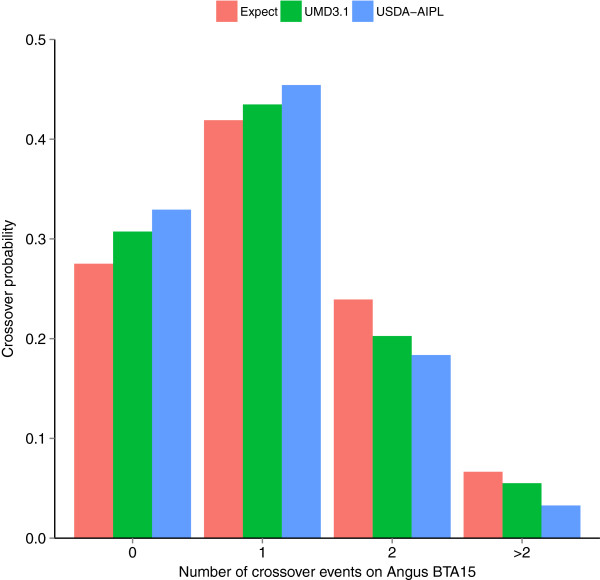 Expect UMD3.1 USDA−AIPL
0.5
0.4
0.3
0.2
0.1
0.0
Crossover probability
0 1 2 >2
Number of crossover events on Angus BTA15